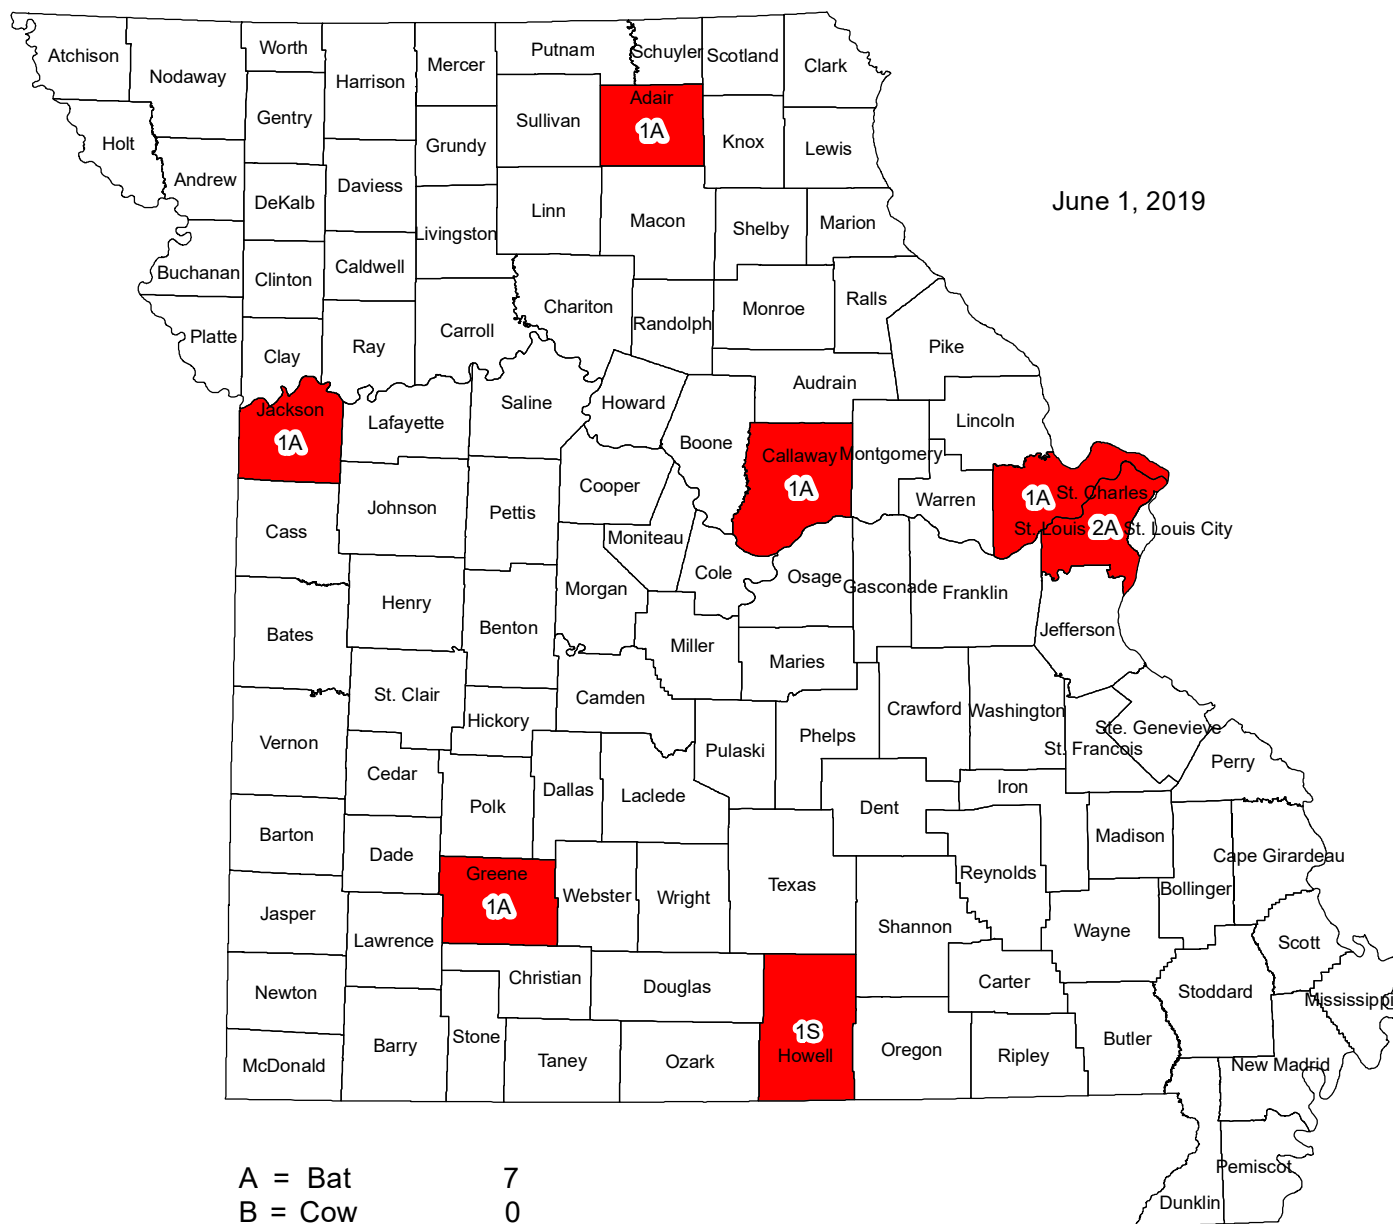 Atchison
Nodaway
Worth
Harrison
Mercer
Putnam
Schuyler
Scotland
Clark
Holt
Gentry
Sullivan
Adair
1A
Grundy
Knox
Lewis
Andrew
DeKalb
Daviess
June 1, 2019
Linn
Macon
Shelby
Marion
Livingston
Buchanan
Clinton
Caldwell
Chariton
Randolph
Monroe
Ralls
Platte
Clay
Ray
Carroll
Pike
Audrain
Jackson
1A
Lafayette
Saline
Howard
Boone
Lincoln
Callaway
1A
Montgomery
Cooper
Warren
1A
St. Charles
Cass
Johnson
Pettis
Moniteau
St. Louis
2A
St. Louis City
Cole
Osage
Gasconade
Franklin
Morgan
Henry
Benton
Bates
Jefferson
Miller
Maries
St. Clair
Camden
Hickory
Crawford
Washington
Ste. Genevieve
St. Francois
Vernon
Pulaski
Phelps
Perry
Cedar
Polk
Dallas
Laclede
Dent
Iron
Barton
Dade
Madison
Cape Girardeau
Greene
1A
Webster
Wright
Texas
Reynolds
Bollinger
Jasper
Lawrence
Shannon
Wayne
Scott
Newton
Christian
Douglas
Carter
Stoddard
Mississippi
1S
Howell
McDonald
Barry
Stone
Taney
Ozark
Oregon
Ripley
Butler
New Madrid
Pemiscot
Dunklin
A = Bat 7
B = Cow 0